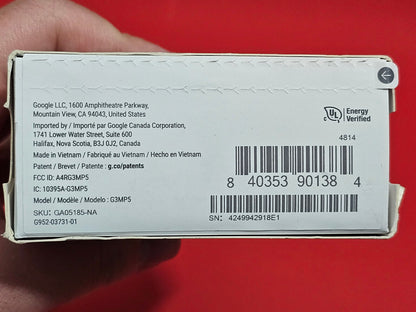 Google LLC, 1600 Amphitheatre Parkway,
Mountain View, CA 94043, United States
Imported by / Importé par Google Canada Corporation,
1741 Lower Water Street, Suite 600
Halifax, Nova Scotia, B3J 0J2, Canada
Made in Vietnam / Fabriqué au Vietnam / Hecho en Vietnam
Patent / Brevet / Patente : g.co/patents
FCC ID: A4RG3MP5
IC: 10395A-G3MP5
Model / Modèle / Modelo : G3MP5
SKU: GA05185-NA
G952-03731-01
UL Energy
Verified
4814
8 40353 90138 4
SN: 4249942918E1